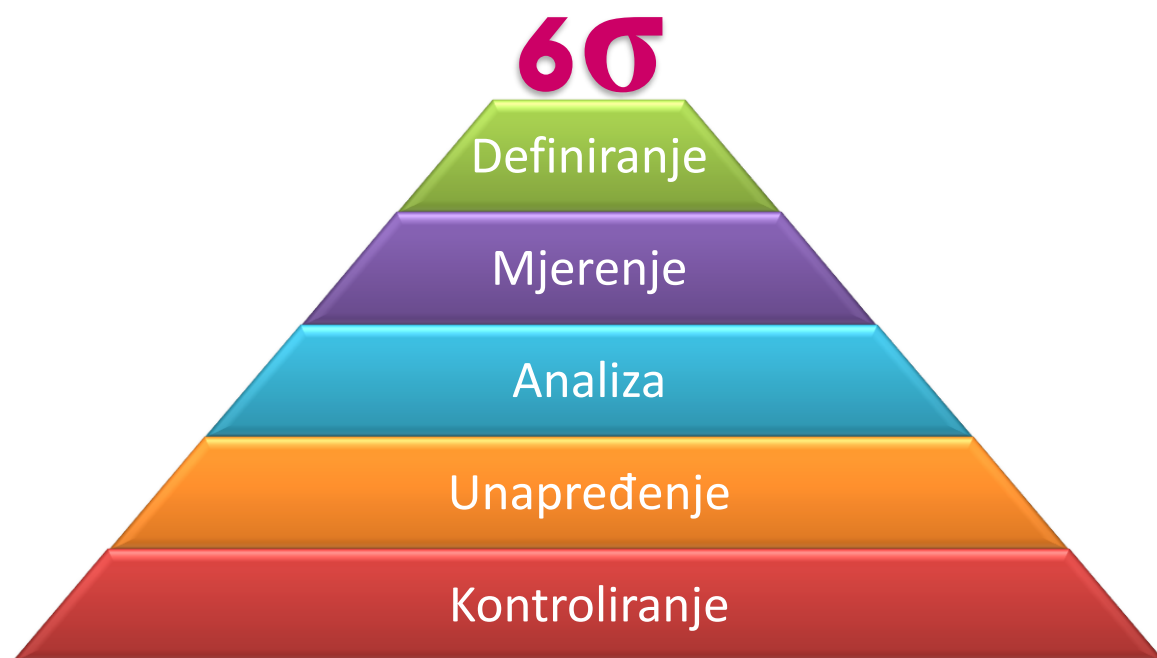 6σ
Definiranje
Mjerenje
Analiza
Unapređenje
Kontroliranje